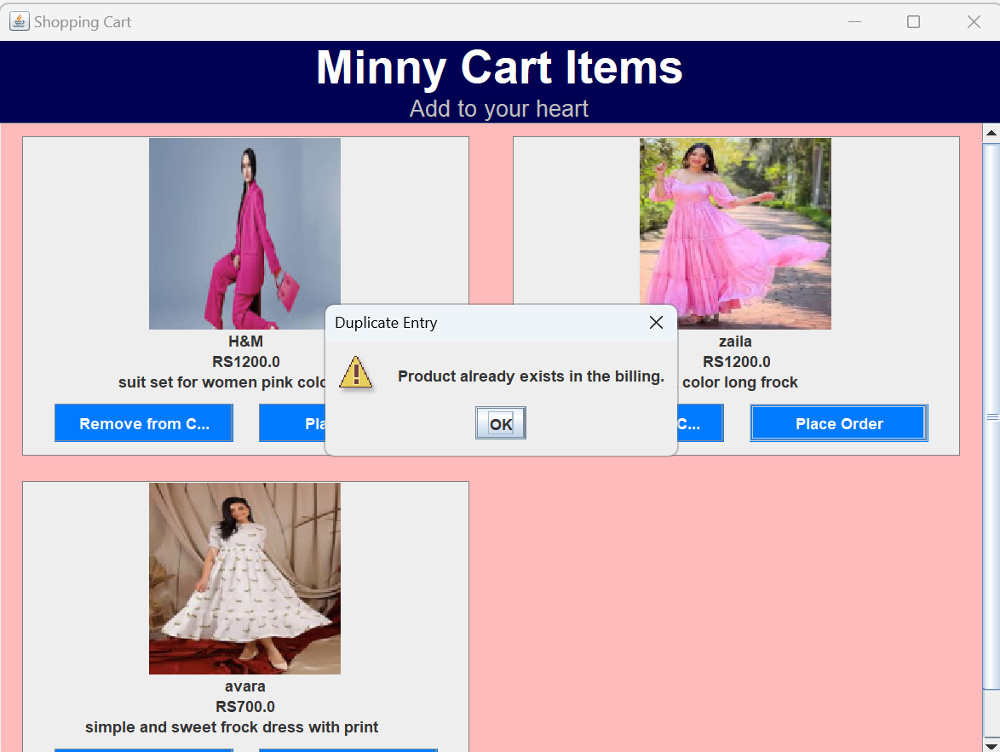 Shopping Cart
Minny Cart Items
Add to your heart
H&M
RS1200.0
suit set for women pink
Remove from C...
zaila
RS1200.0
color long frock
C...
Place Order
Duplicate Entry
Product already exists in the billing.
OK
avara
RS700.0
simple and sweet frock dress with print